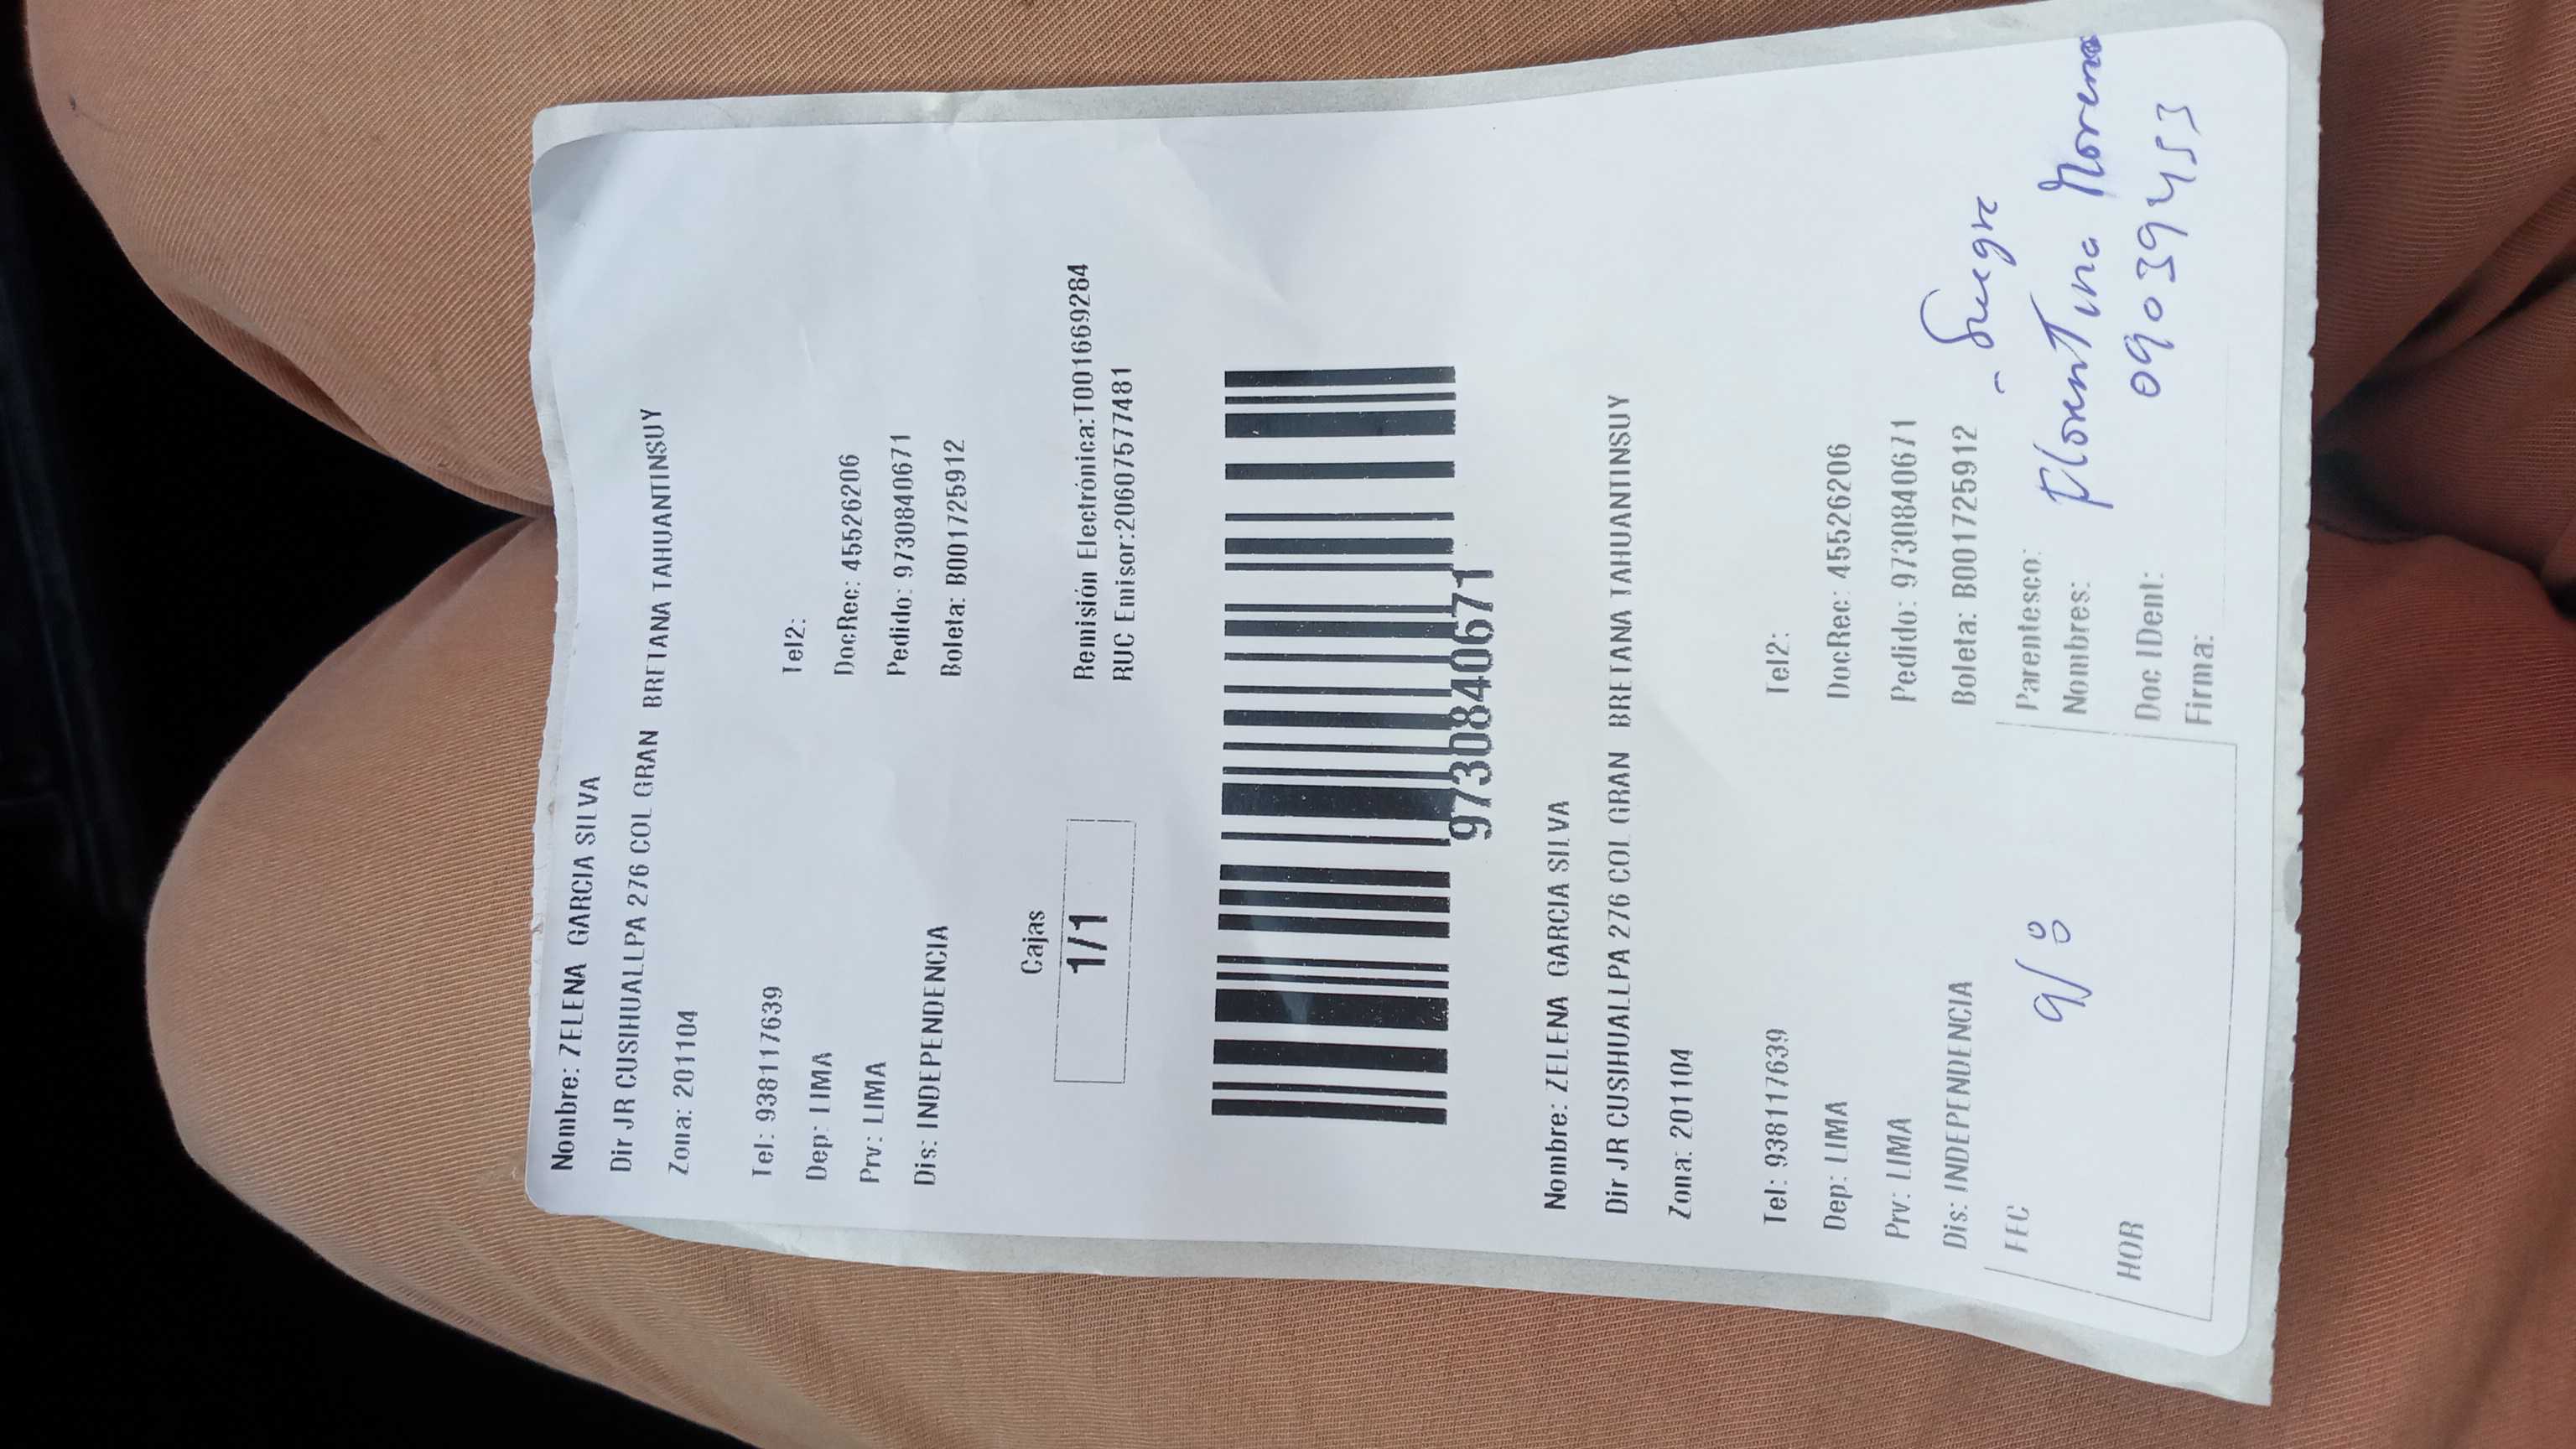 Nombre: ZELENA GARCIA SILVA
Dir JR CUSIHUALLPA 276 COL GRAN BRETANA TAHUANTINSUY
Zona: 201104
Tel: 938117639 Tel2:
Dep: LIMA DocRec: 45526206
Prv: LIMA Pedido: 9730840671
Dis: INDEPENDENCIA Boleta: B001725912
Cajas
1/1
Remisión Electrónica:T001669284
RUC Emisor:20607577481
9730840671
Nombre: ZELENA GARCIA SILVA
Dir JR CUSIHUALLPA 276 COL GRAN BRETANA TAHUANTINSUY
Zona: 201104
Tel: 938117639 Tel2:
Dep: LIMA DocRec: 45526206
Prv: LIMA Pedido: 9730840671
Dis: INDEPENDENCIA Boleta: B001725912
FEC 9/8
HOR
Parentesco: - Suegra
Nombres: Florentina Moreno
Doc IDent: 09039453
Firma: